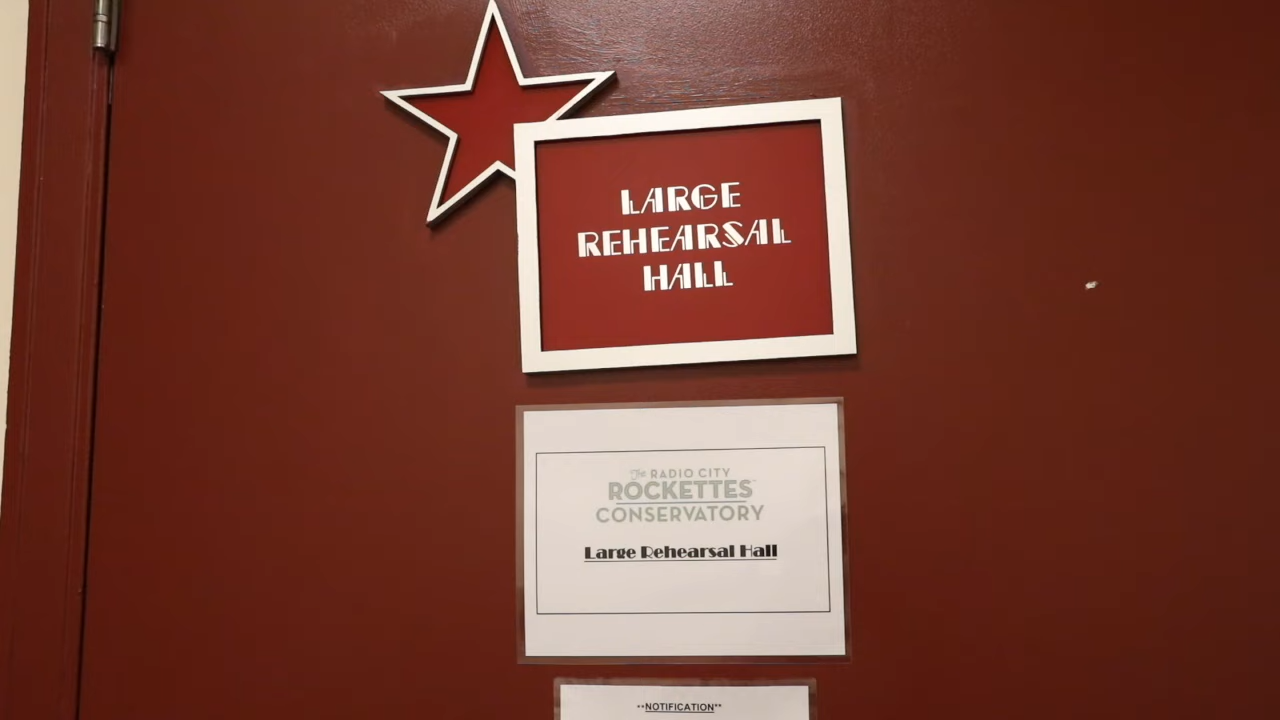 LARGE
REHEARSAL
HALL
The RADIO CITY
ROCKETTES
CONSERVATORY
Large Rehearsal Hall
**NOTIFICATION**